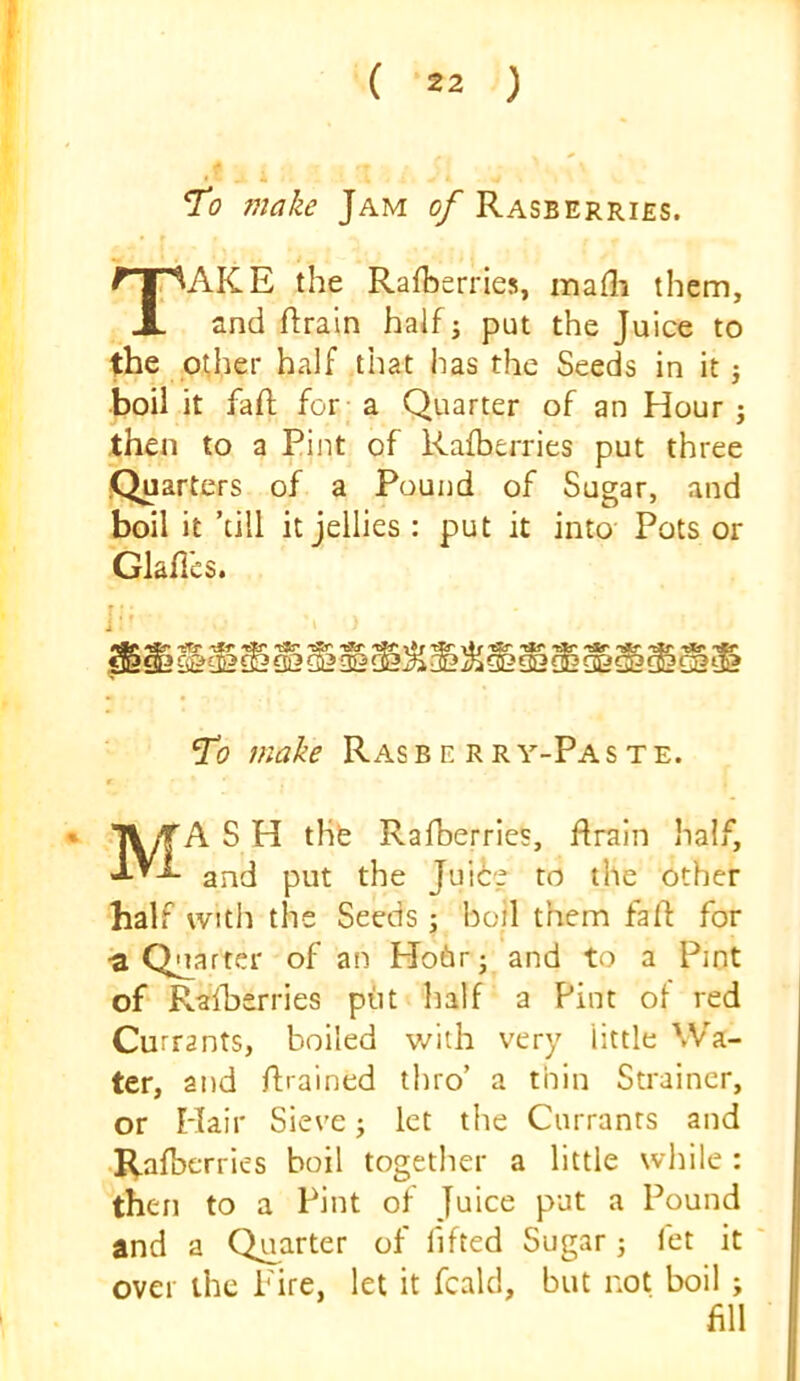 ( 22 )
To make Jam of Rasberries.
TAKE the Raſberries, maſh them,
and ſtrain half; put the Juice to
the other half that has the Seeds in it;
boil it faſt for a Quarter of an Hour;
then to a Pint of Raſberries put three
Quarters of a Pound of Sugar, and
boil it 'till it jellies: put it into Pots or
Glaſſes.
To make Rasberry-Paste.
MASH the Raſberries, ſtrain half,
and put the Juice to the other
half with the Seeds; boil them faſt for
a Quarter of an Hour; and to a Pint
of Raſberries put half a Pint of red
Currants, boiled with very little Wa-
ter, and ſtrained thro' a thin Strainer,
or Hair Sieve; let the Currants and
Raſberries boil together a little while:
then to a Pint of Juice put a Pound
and a Quarter of ſifted Sugar; ſet it
over the Fire, let it ſcald, but not boil;
fill